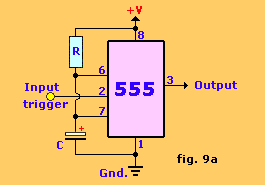 +V
8
R
6
555
3
Output
Input
trigger
2
7
+
C
1
Gnd.
fig. 9a